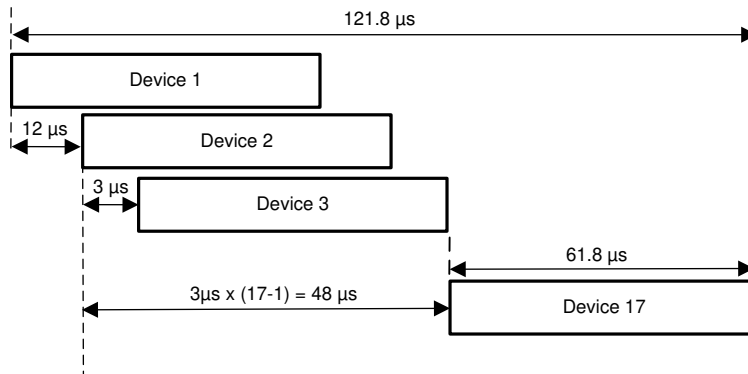 121.8 µs
Device 1
12 µs
Device 2
3 µs
Device 3
61.8 µs
3µs x (17-1) = 48 µs
Device 17